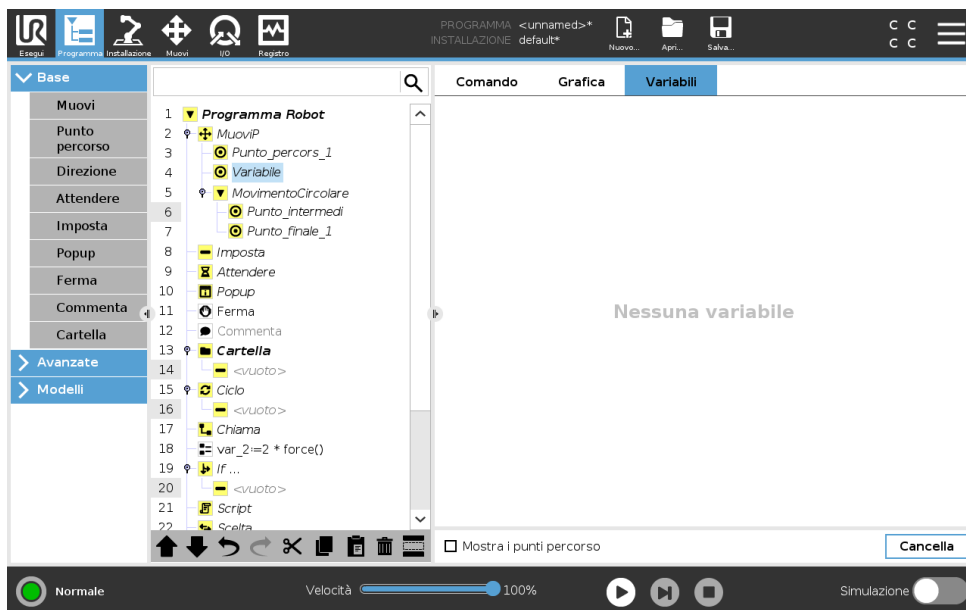 PROGRAMMA <unnamed>*
INSTALLAZIONE default*
Esegui
Programma
Installazione
Muovi
I/O
Registro
Nuovo...
Apri...
Salva...
C C
C C
Base
Muovi
Punto
percorso
Direzione
Attendere
Imposta
Popup
Ferma
Commenta
Cartella
Avanzate
Modelli
1 Programma Robot
2 MuoviP
3 Punto_percors_1
4 Variabile
5 MovimentoCircolare
6 Punto_intermedi
7 Punto_finale_1
8 Imposta
9 Attendere
10 Popup
11 Ferma
12 Commenta
13 Cartella
14 <vuoto>
15 Ciclo
16 <vuoto>
17 Chiama
18 var_2:=2 * force()
19 If ...
20 <vuoto>
21 Script
22 Scelta
Comando
Grafica
Variabili
Nessuna variabile
Mostra i punti percorso
Cancella
Normale
Velocità
100%
Simulazione